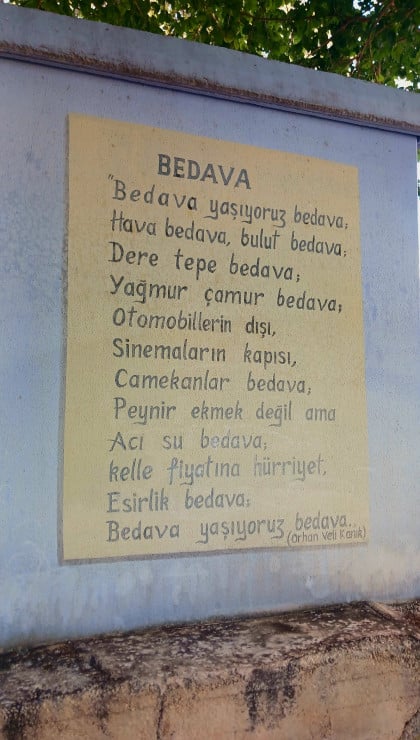 BEDAVA
"Bedava yaşıyoruz bedava;
Hava bedava, bulut bedava;
Dere tepe bedava;
Yağmur çamur bedava;
Otomobillerin dışı,
Sinemaların kapısı,
Camekanlar bedava;
Peynir ekmek değil ama
Acı su bedava;
kelle fiyatına hürriyet,
Esirlik bedava;
Bedava yaşıyoruz bedava..
(Orhan Veli Kanık)